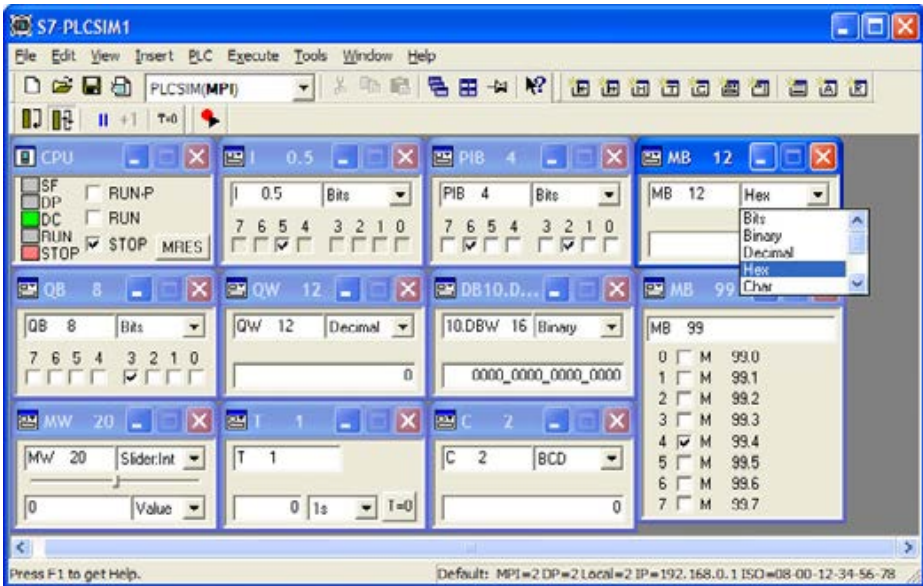 S7-PLCSIM1
File Edit View Insert PLC Execute Tools Window Help
PLCSIM(MPI)
+1 T=0
CPU
SF
DP
DC
RUN
STOP
RUN-P
RUN
STOP
MRES
I 0.5
I 0.5 Bits
7 6 5 4 3 2 1 0
PIB 4
PIB 4 Bits
7 6 5 4 3 2 1 0
MB 12
MB 12 Hex
Bits
Binary
Decimal
Hex
Char
QB 8
QB 8 Bits
7 6 5 4 3 2 1 0
QW 12
QW 12 Decimal
0
DB10.D...
10.DBW 16 Binary
0000_0000_0000_0000
MB 99
MB 99
0 M 99.0
1 M 99.1
2 M 99.2
3 M 99.3
4 M 99.4
5 M 99.5
6 M 99.6
7 M 99.7
MW 20
MW 20 Slider:Int
0 Value
T 1
T 1
0 1s T=0
C 2
C 2 BCD
0
Press F1 to get Help.
Default: MPI=2 DP=2 Local=2 IP=192.168.0.1 ISO=08-00-12-34-56-78